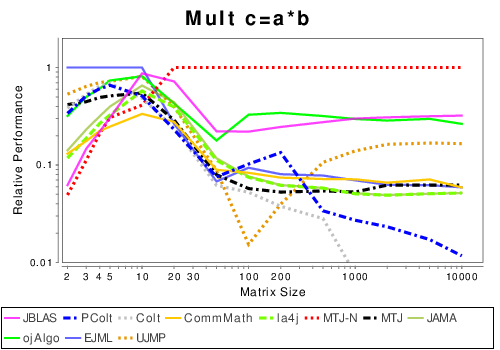 Mult c=a*b
Relative Performance
1
0.1
0.01
2 3 4 5 10 20 30 100 200 1000 10000
Matrix Size
JBLAS PColt Colt CommMath la4j MTJ-N MTJ JAMA
ojAlgo EJML UJMP